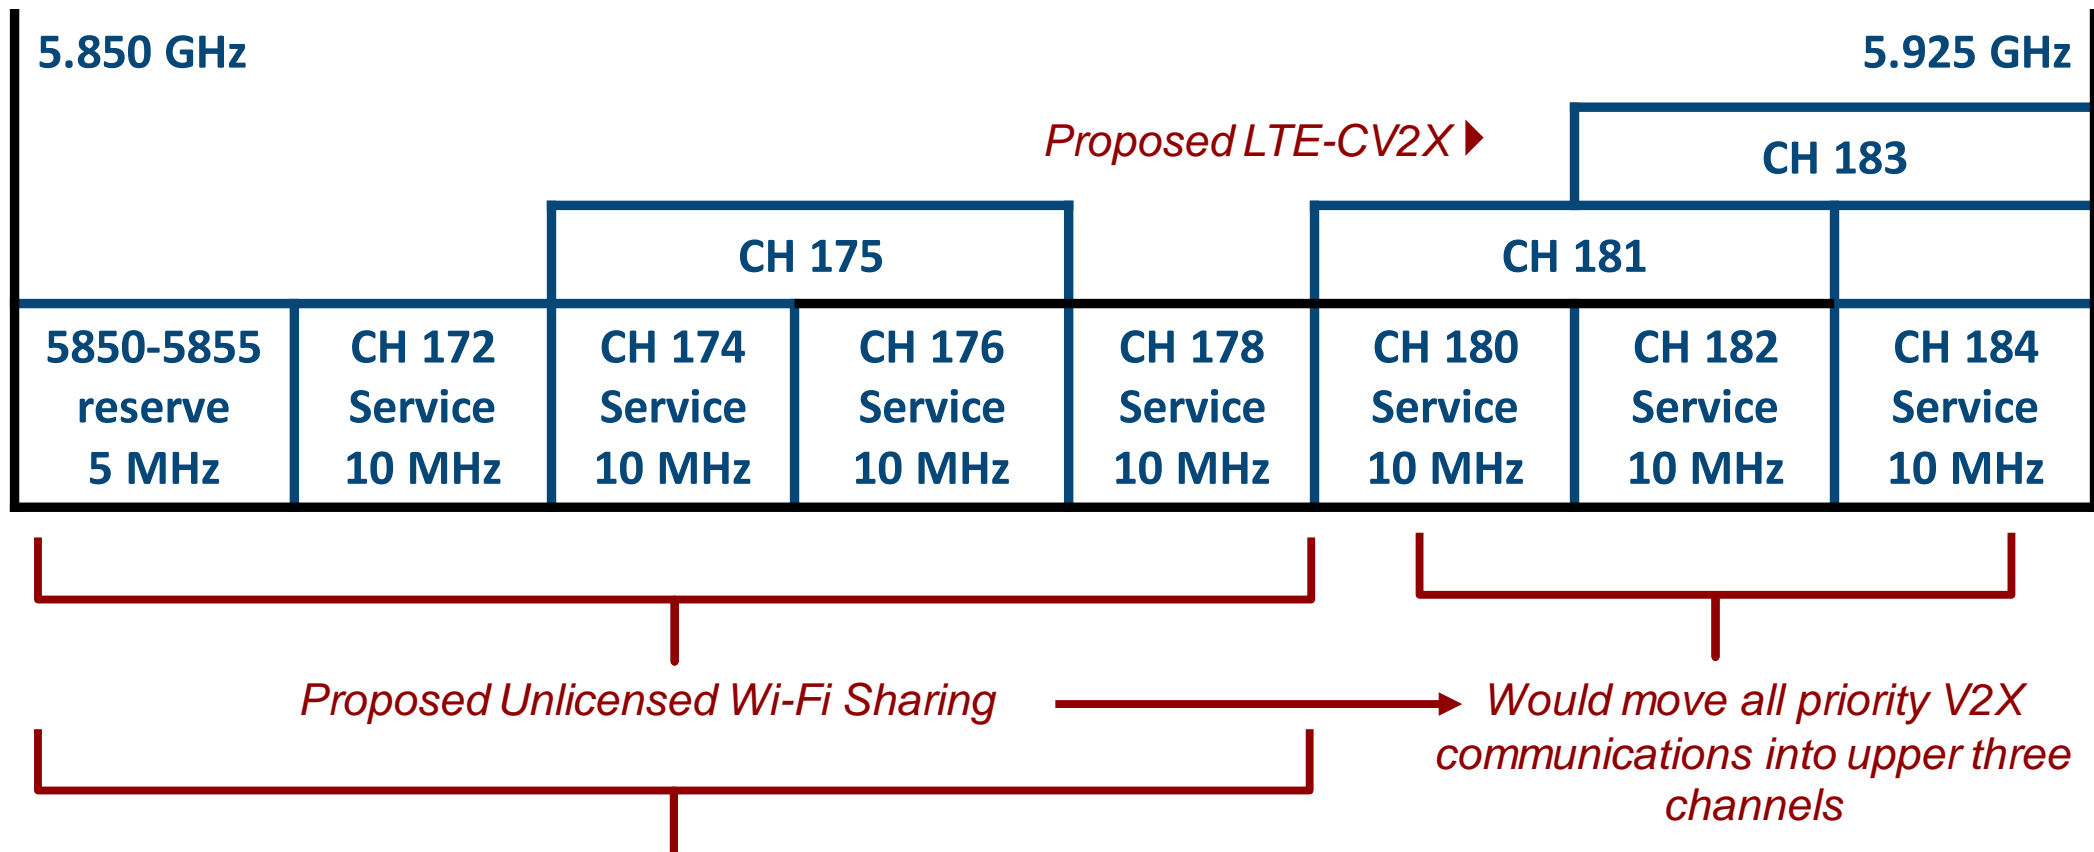 5.850 GHz
5.925 GHz
Proposed LTE-CV2X
CH 183
CH 175
CH 181
5850-5855
reserve
5 MHz
CH 172
Service
10 MHz
CH 174
Service
10 MHz
CH 176
Service
10 MHz
CH 178
Service
10 MHz
CH 180
Service
10 MHz
CH 182
Service
10 MHz
CH 184
Service
10 MHz
Proposed Unlicensed Wi-Fi Sharing
Would move all priority V2X
communications into upper three
channels